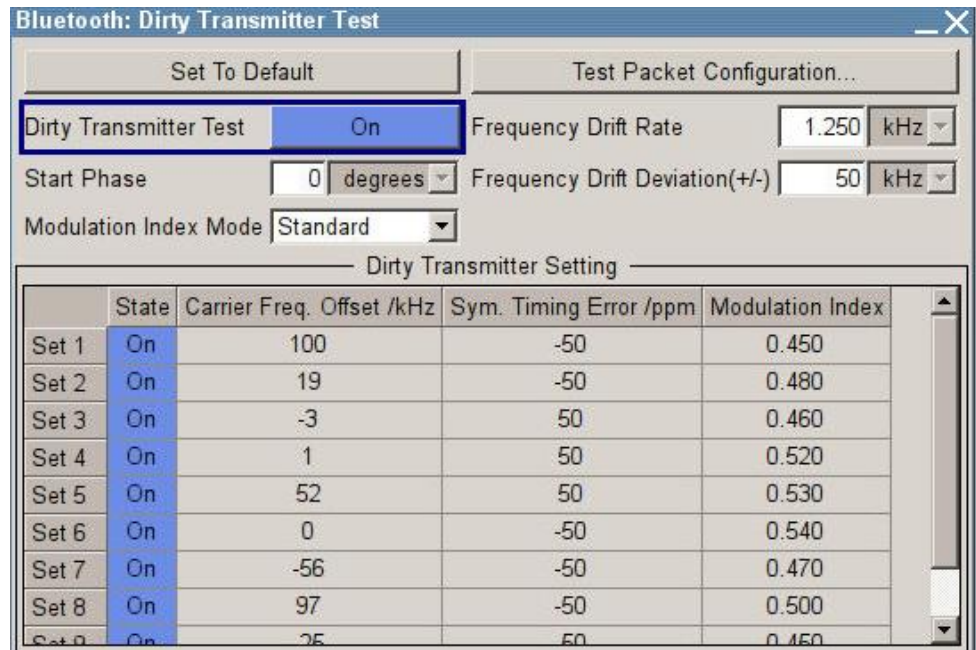 Bluetooth: Dirty Transmitter Test
Set To Default Test Packet Configuration...
Dirty Transmitter Test On Frequency Drift Rate 1.250 kHz
Start Phase 0 degrees Frequency Drift Deviation(+/-) 50 kHz
Modulation Index Mode Standard
Dirty Transmitter Setting
State Carrier Freq. Offset /kHz Sym. Timing Error /ppm Modulation Index
Set 1 On 100 -50 0.450
Set 2 On 19 -50 0.480
Set 3 On -3 50 0.460
Set 4 On 1 50 0.520
Set 5 On 52 50 0.530
Set 6 On 0 -50 0.540
Set 7 On -56 -50 0.470
Set 8 On 97 -50 0.500
Set 9 On